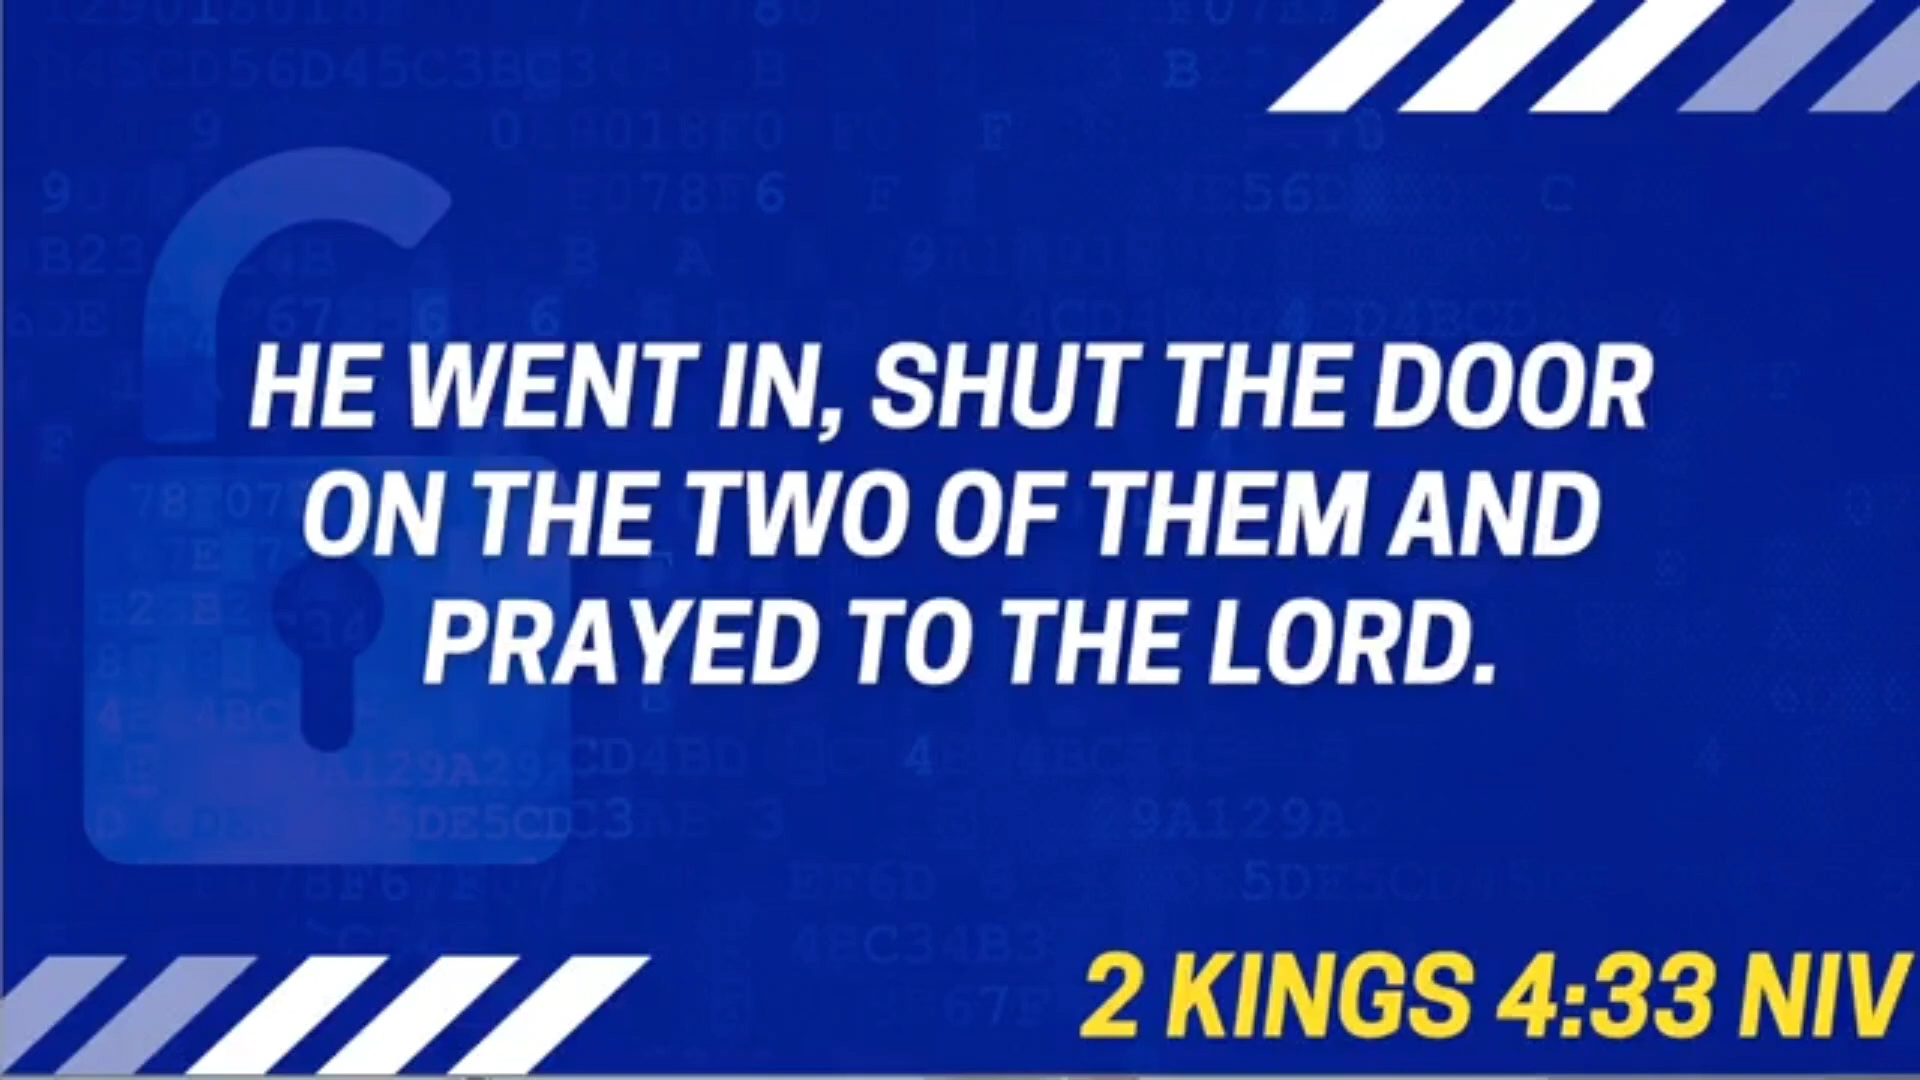 HE WENT IN, SHUT THE DOOR
ON THE TWO OF THEM AND
PRAYED TO THE LORD.
2 KINGS 4:33 NIV